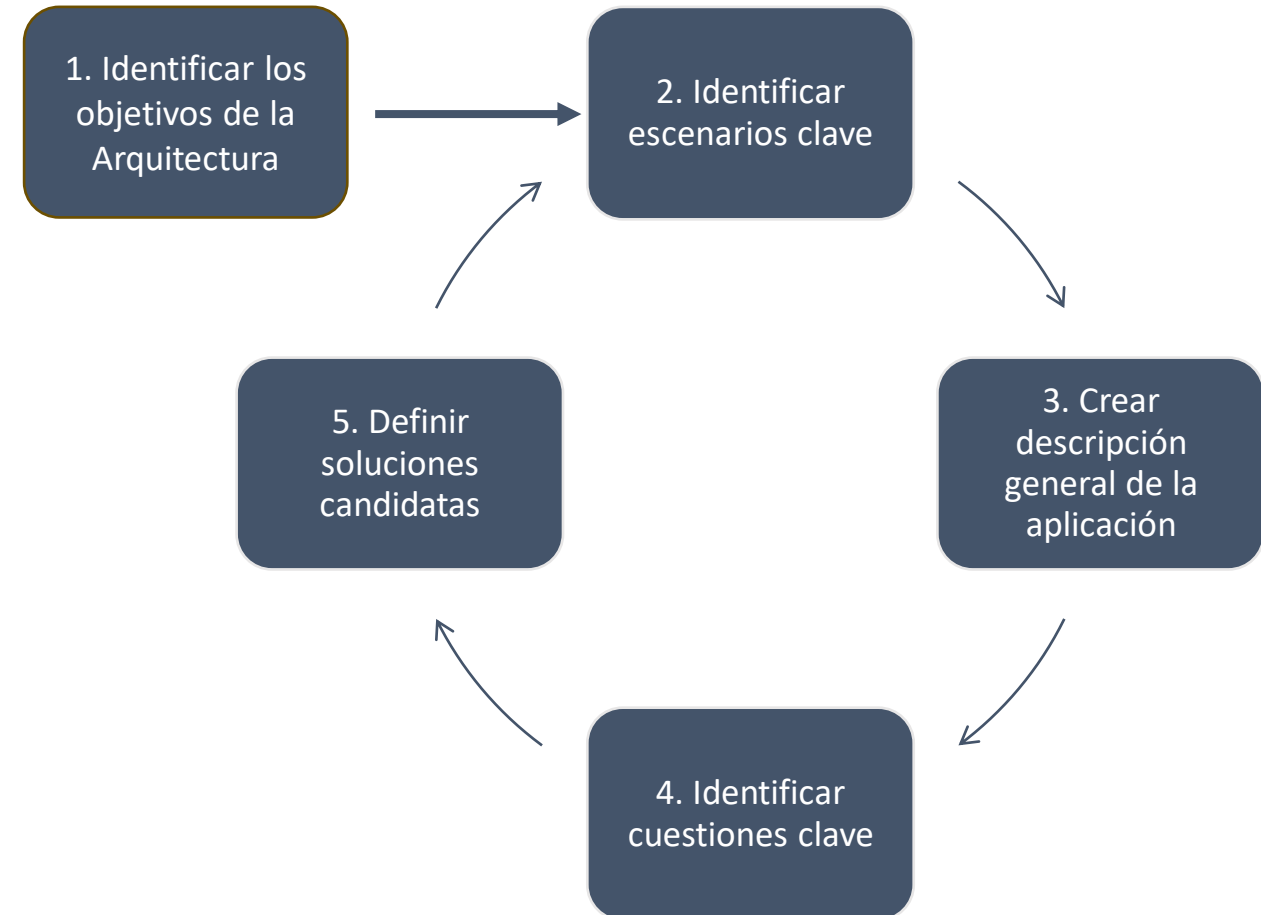 1. Identificar los
objetivos de la
Arquitectura
2. Identificar
escenarios clave
3. Crear
descripción
general de la
aplicación
4. Identificar
cuestiones clave
5. Definir
soluciones
candidatas